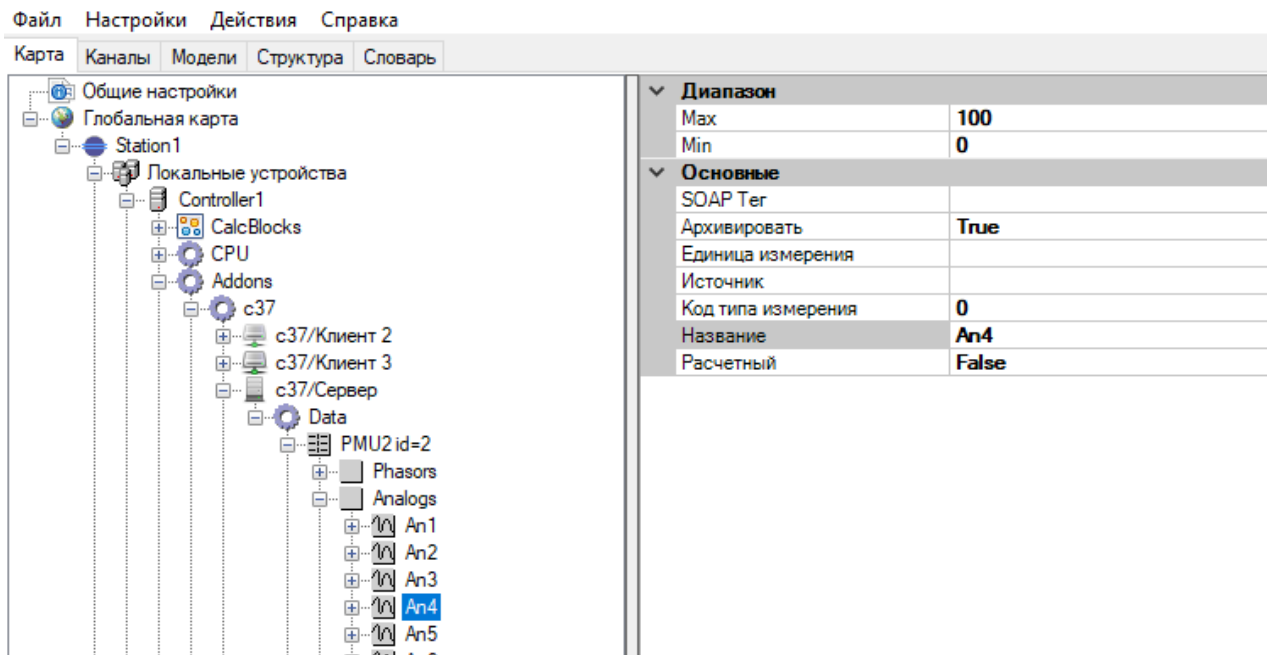 Файл Настройки Действия Справка
Карта Каналы Модели Структура Словарь
Общие настройки
Глобальная карта
Station1
Локальные устройства
Controller1
CalcBlocks
CPU
Addons
c37
c37/Клиент 2
c37/Клиент 3
c37/Сервер
Data
PMU2 id=2
Phasors
Analogs
An1
An2
An3
An4
An5
Диапазон
Max 100
Min 0
Основные
SOAP Тег
Архивировать True
Единица измерения
Источник
Код типа измерения 0
Название An4
Расчетный False